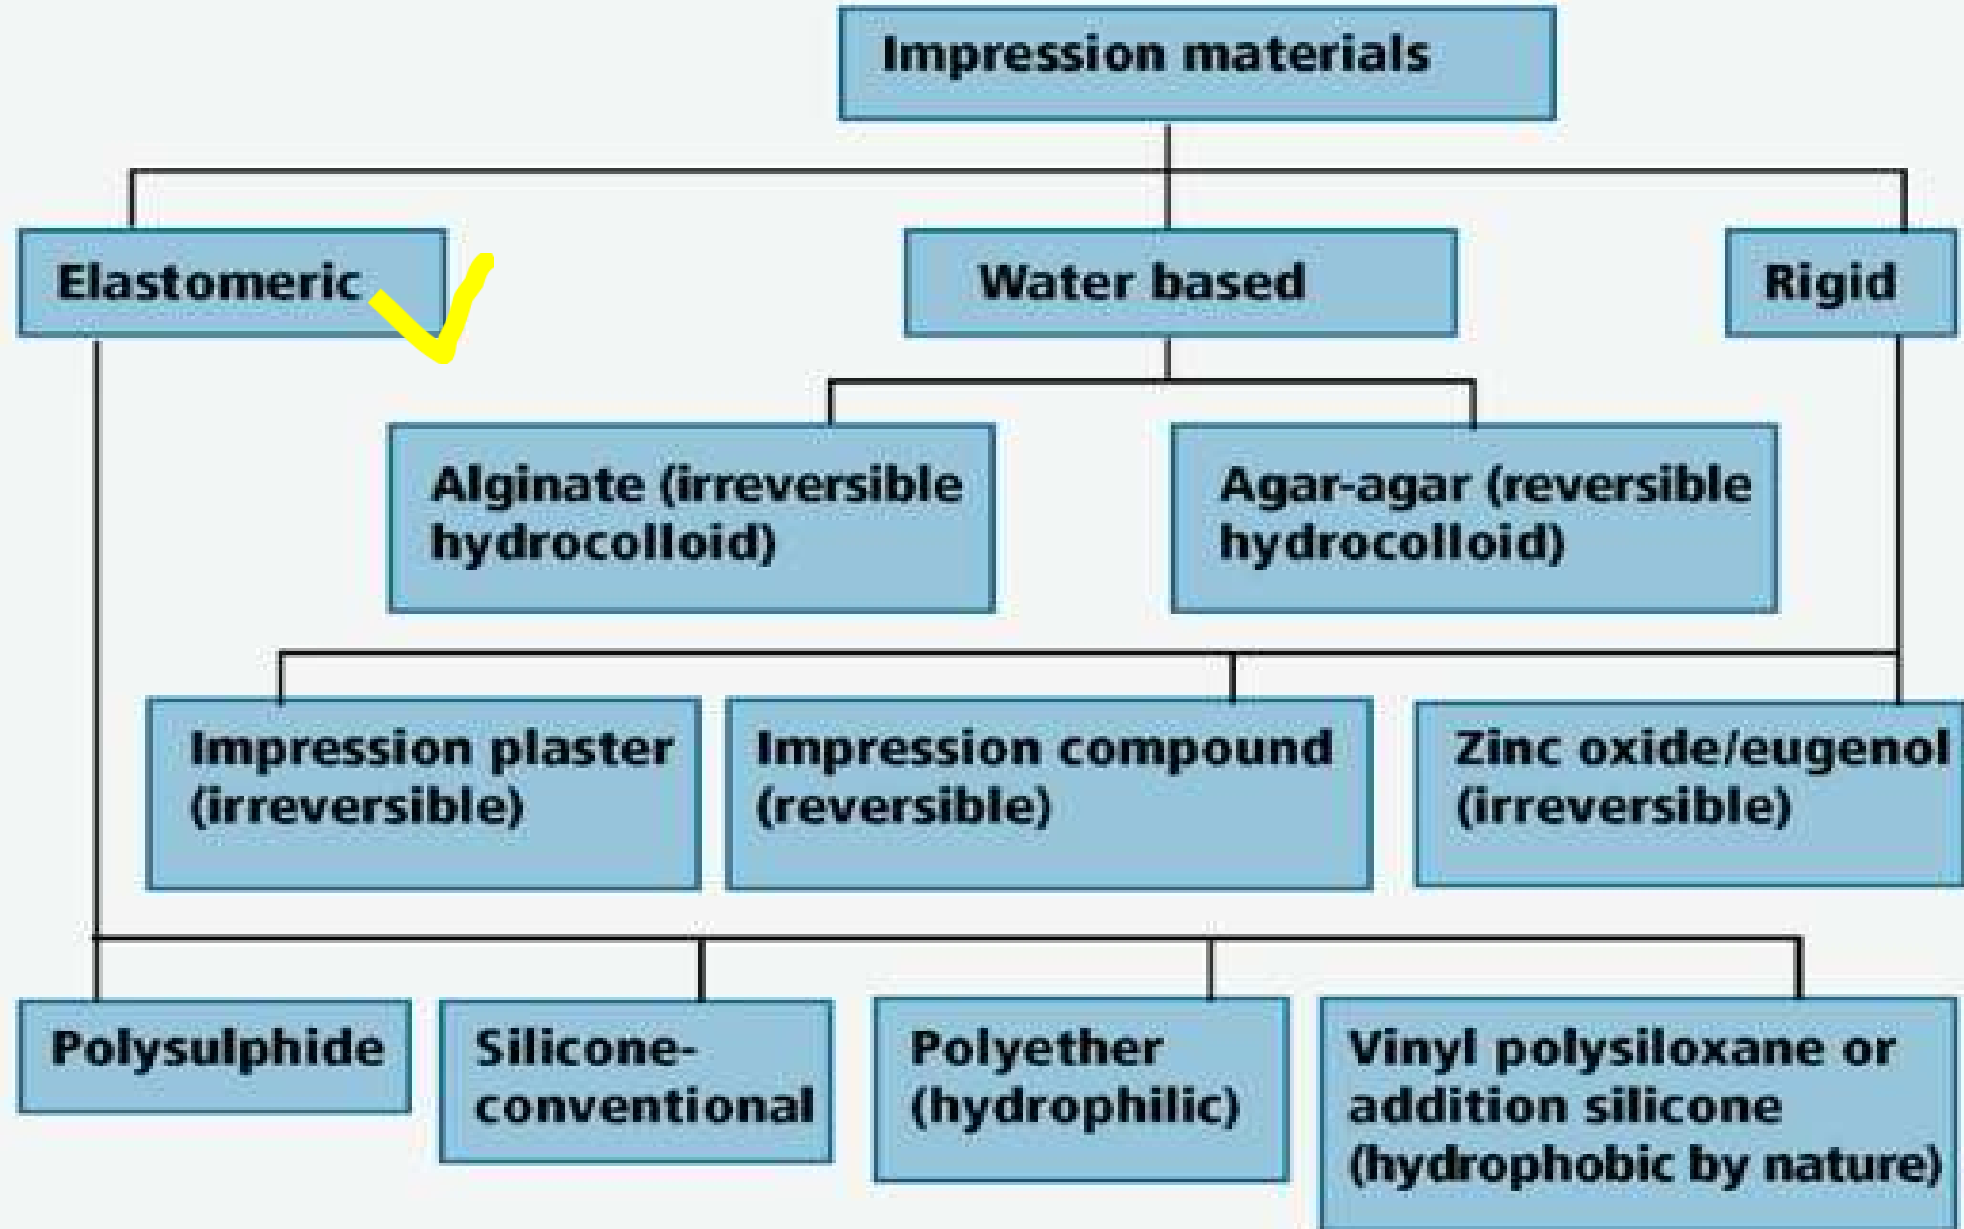 Impression materials
Elastomeric
Water based
Rigid
Alginate (irreversible
hydrocolloid)
Agar-agar (reversible
hydrocolloid)
Impression plaster
(irreversible)
Impression compound
(reversible)
Zinc oxide/eugenol
(irreversible)
Polysulphide
Silicone-
conventional
Polyether
(hydrophilic)
Vinyl polysiloxane or
addition silicone
(hydrophobic by nature)